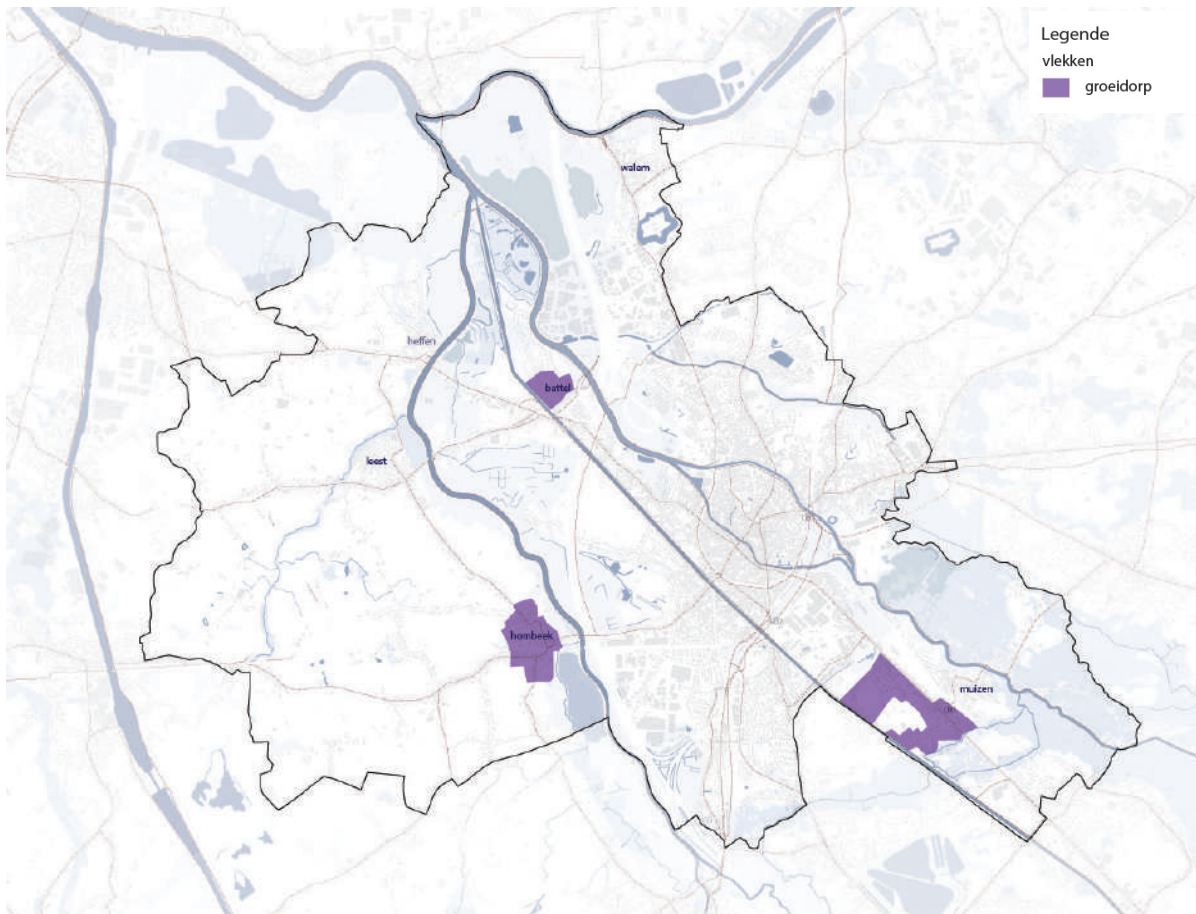 Legende
vlekken
groeidorp
walem
heffen
battel
leest
hombeek
muizen